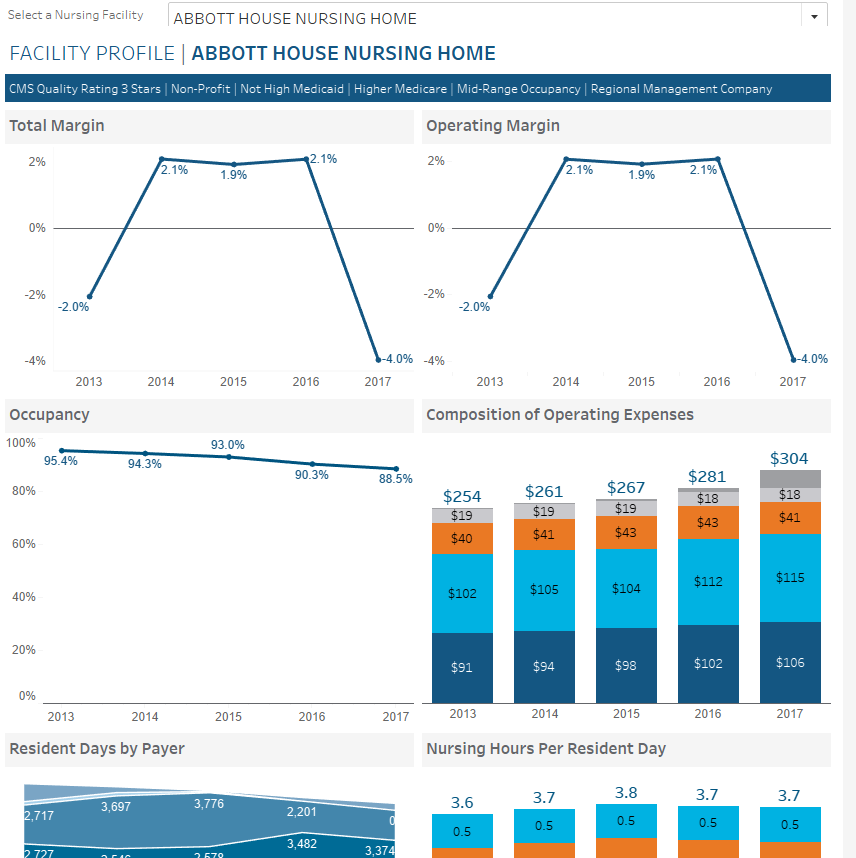 Select a Nursing Facility
ABBOTT HOUSE NURSING HOME
FACILITY PROFILE | ABBOTT HOUSE NURSING HOME
CMS Quality Rating 3 Stars | Non-Profit | Not High Medicaid | Higher Medicare | Mid-Range Occupancy | Regional Management Company
Total Margin
2%
0%
-2%
-4%
-2.0%
2.1%
1.9%
2.1%
-4.0%
2013 2014 2015 2016 2017
Operating Margin
2%
0%
-2%
-4%
-2.0%
2.1%
1.9%
2.1%
-4.0%
2013 2014 2015 2016 2017
Occupancy
100%
80%
60%
40%
20%
0%
95.4%
94.3%
93.0%
90.3%
88.5%
2013 2014 2015 2016 2017
Composition of Operating Expenses
$254 $261 $267 $281 $304
$19 $19 $19 $18 $18
$40 $41 $43 $43 $41
$102 $105 $104 $112 $115
$91 $94 $98 $102 $106
2013 2014 2015 2016 2017
Resident Days by Payer
2,717 3,697 3,776 2,201 0
2,727 3,482 3,374
Nursing Hours Per Resident Day
3.6 3.7 3.8 3.7 3.7
0.5 0.5 0.5 0.5 0.5